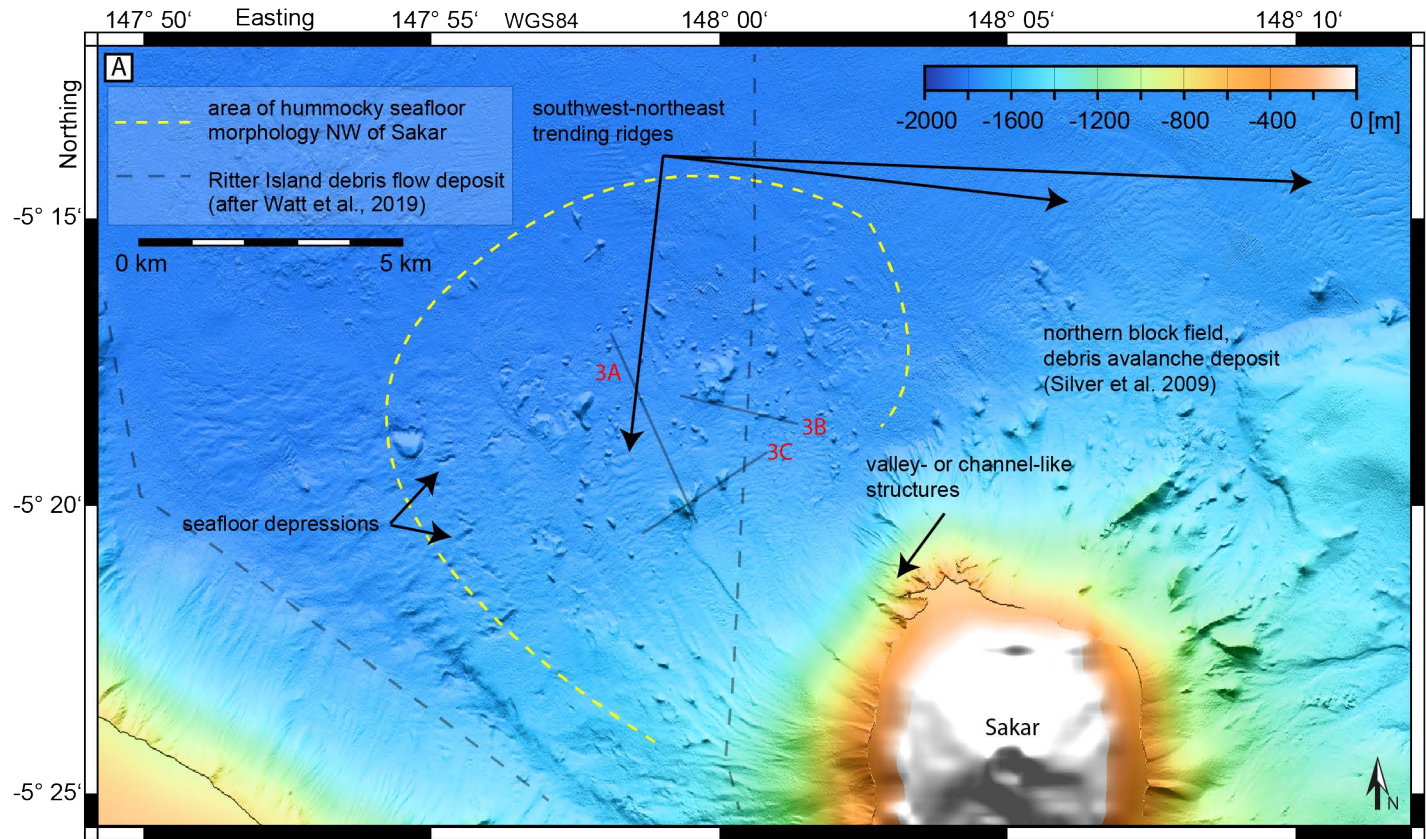 147° 50‘ Easting 147° 55‘ WGS84 148° 00‘ 148° 05‘ 148° 10‘
A
Northing
area of hummocky seafloor
morphology NW of Sakar
Ritter Island debris flow deposit
(after Watt et al., 2019)
southwest-northeast
trending ridges
-2000 -1600 -1200 -800 -400 0 [m]
-5° 15‘
0 km 5 km
northern block field,
debris avalanche deposit
(Silver et al. 2009)
3A
3B
3C
valley- or channel-like
structures
-5° 20‘
seafloor depressions
Sakar
-5° 25‘
N